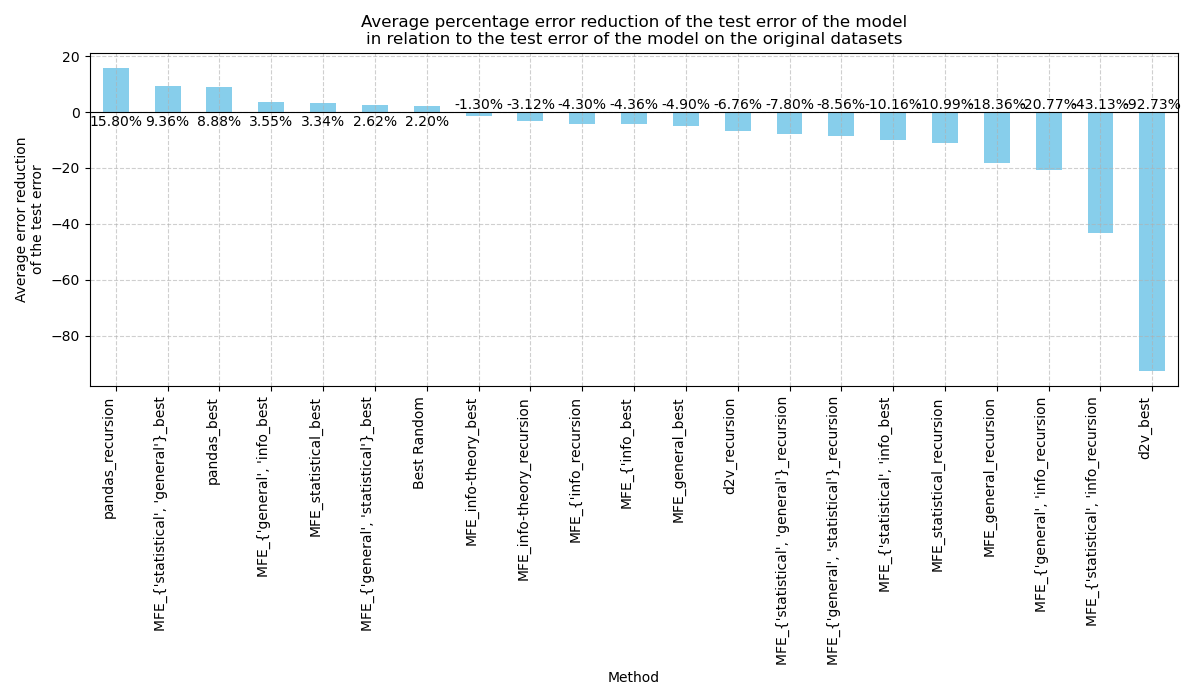 Average percentage error reduction of the test error of the model
in relation to the test error of the model on the original datasets
Average error reduction
of the test error
20
0
−20
−40
−60
−80
15.80%
9.36%
8.88%
3.55%
3.34%
2.62%
2.20%
-1.30%
-3.12%
-4.30%
-4.36%
-4.90%
-6.76%
-7.80%
-8.56%
-10.16%
-10.99%
-18.36%
-20.77%
-43.13%
-92.73%
pandas_recursion
MFE_{'statistical', 'general'}_best
pandas_best
MFE_{'general', 'info_best
MFE_statistical_best
MFE_{'general', 'statistical'}_best
Best Random
MFE_info-theory_best
MFE_info-theory_recursion
MFE_{'info_recursion
MFE_{'info_best
MFE_general_best
d2v_recursion
MFE_{'statistical', 'general'}_recursion
MFE_{'general', 'statistical'}_recursion
MFE_{'statistical', 'info_best
MFE_statistical_recursion
MFE_general_recursion
MFE_{'general', 'info_recursion
MFE_{'statistical', 'info_recursion
d2v_best
Method